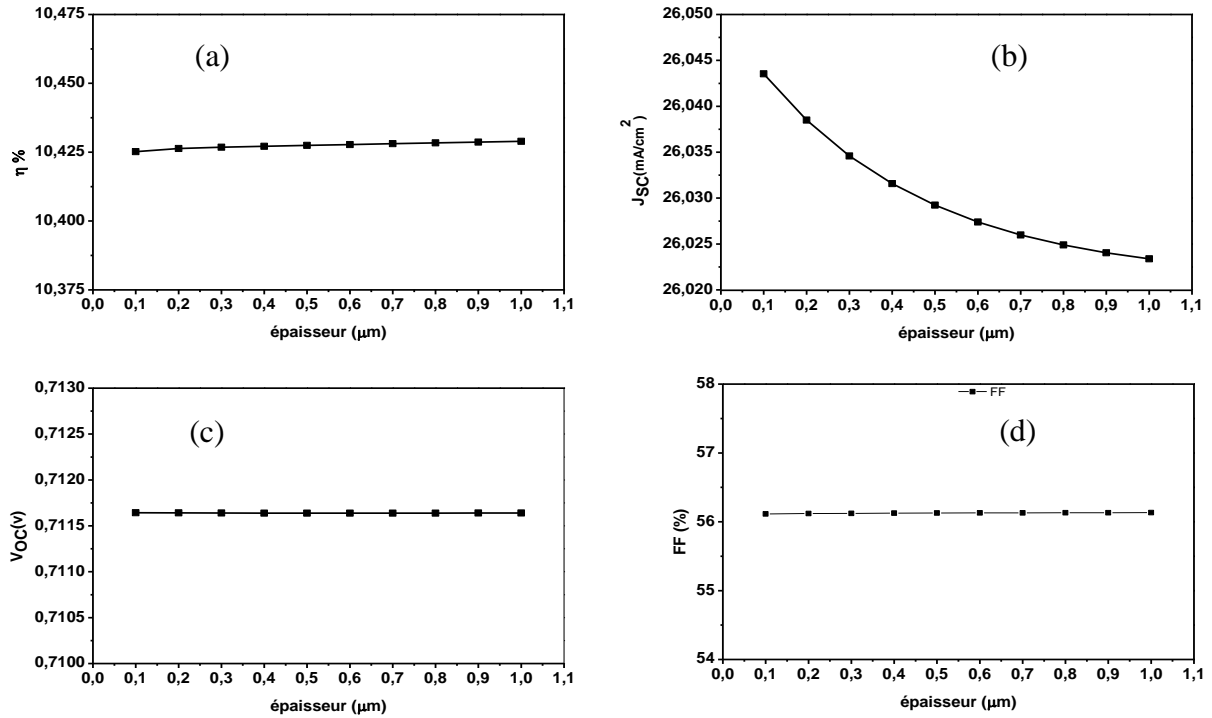 (a)
10,475
10,450
10,425
10,400
10,375
η %
0,0 0,1 0,2 0,3 0,4 0,5 0,6 0,7 0,8 0,9 1,0 1,1
épaisseur (μm)
(b)
26,050
26,045
26,040
26,035
26,030
26,025
26,020
JSC(mA/cm2)
0,0 0,1 0,2 0,3 0,4 0,5 0,6 0,7 0,8 0,9 1,0 1,1
épaisseur (μm)
(c)
0,7130
0,7125
0,7120
0,7115
0,7110
0,7105
0,7100
VOC(v)
0,0 0,1 0,2 0,3 0,4 0,5 0,6 0,7 0,8 0,9 1,0 1,1
épaisseur (μm)
FF
(d)
58
57
56
55
54
FF (%)
0,0 0,1 0,2 0,3 0,4 0,5 0,6 0,7 0,8 0,9 1,0 1,1
épaisseur (μm)